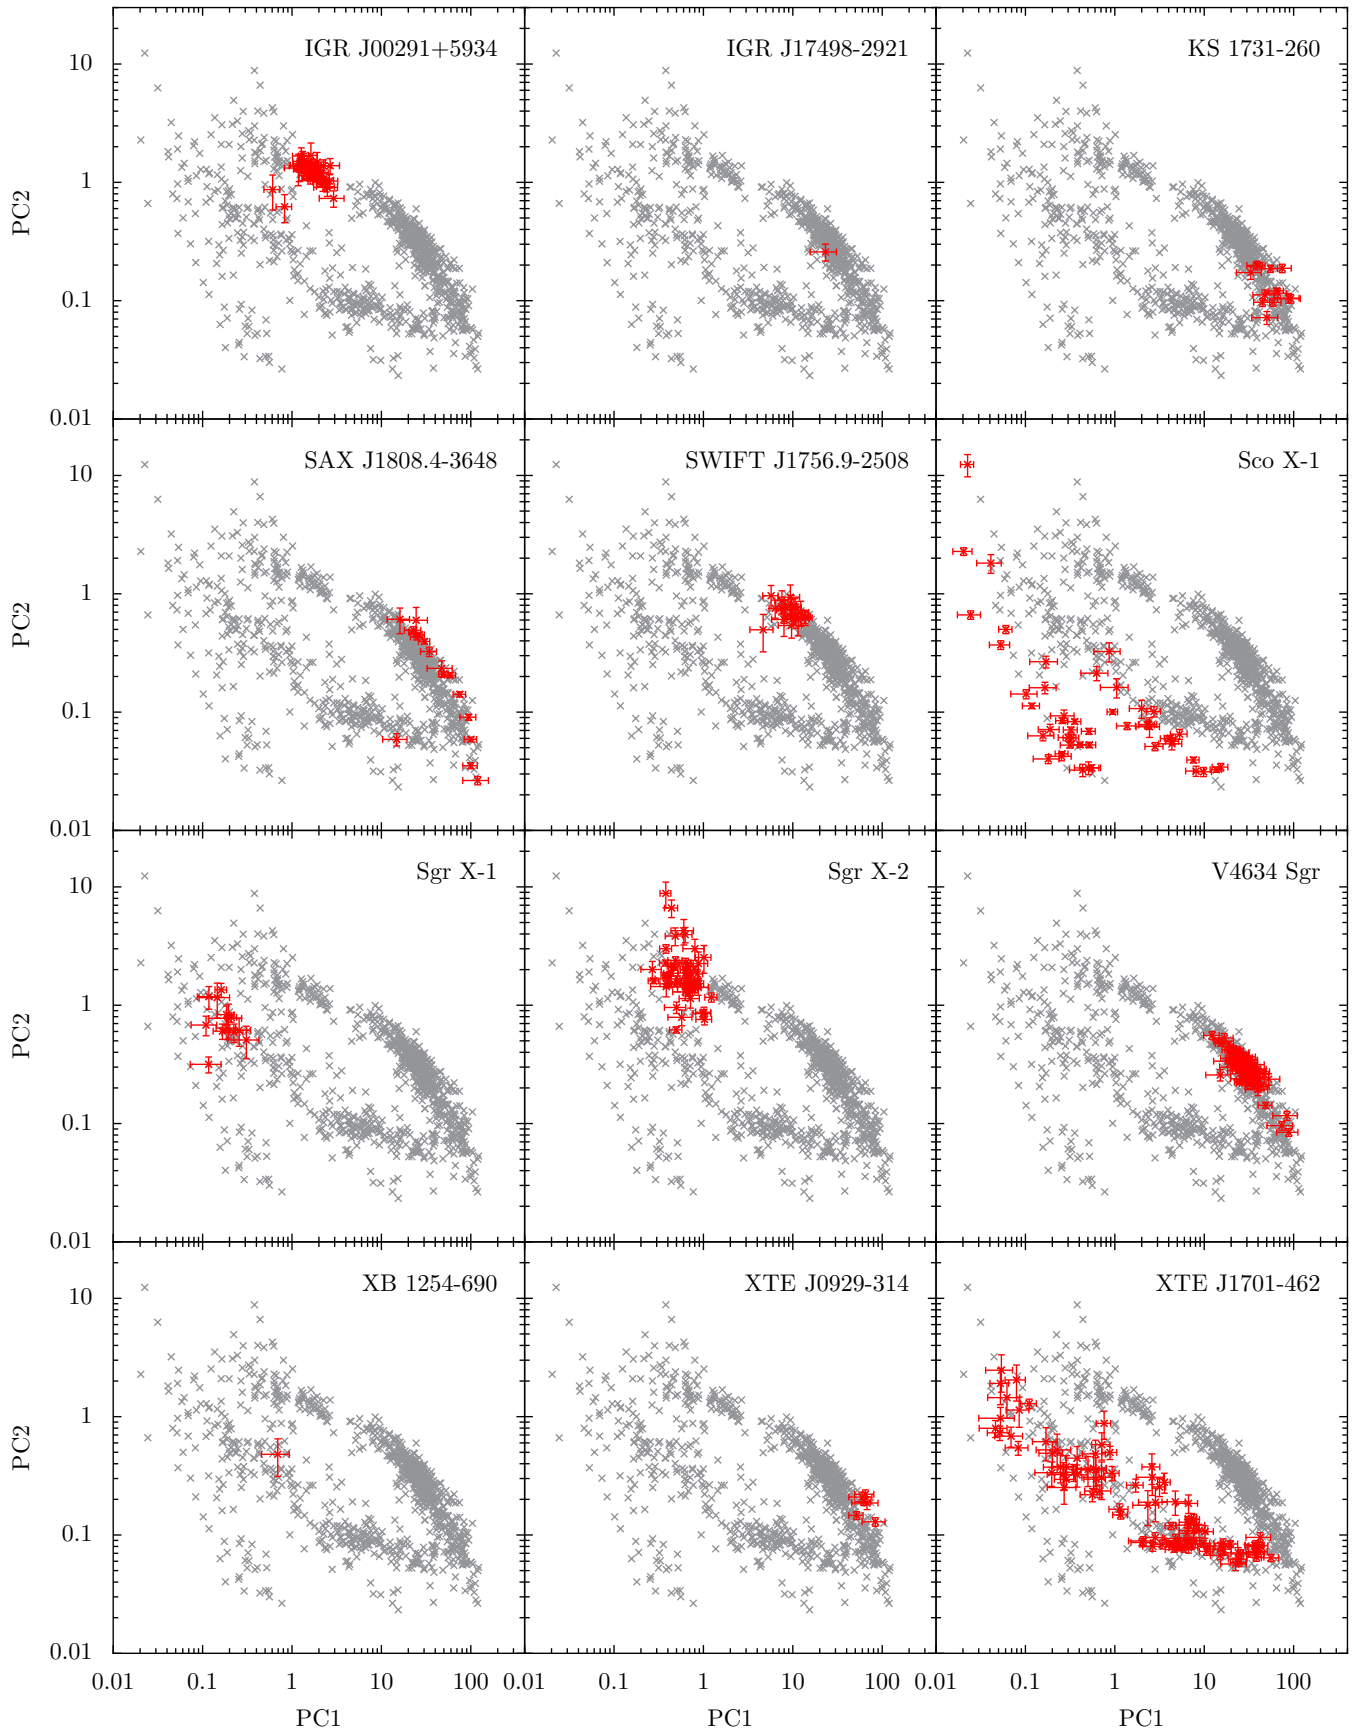 IGR J00291+5934 IGR J17498-2921 KS 1731-260
10
1
0.1
0.01
PC2
SAX J1808.4-3648 SWIFT J1756.9-2508 Sco X-1
10
1
0.1
0.01
PC2
Sgr X-1 Sgr X-2 V4634 Sgr
10
1
0.1
0.01
PC2
XB 1254-690 XTE J0929-314 XTE J1701-462
10
1
0.1
0.01
PC2
0.01 0.1 1 10 100 0.01 0.1 1 10 100 0.01 0.1 1 10 100
PC1 PC1 PC1